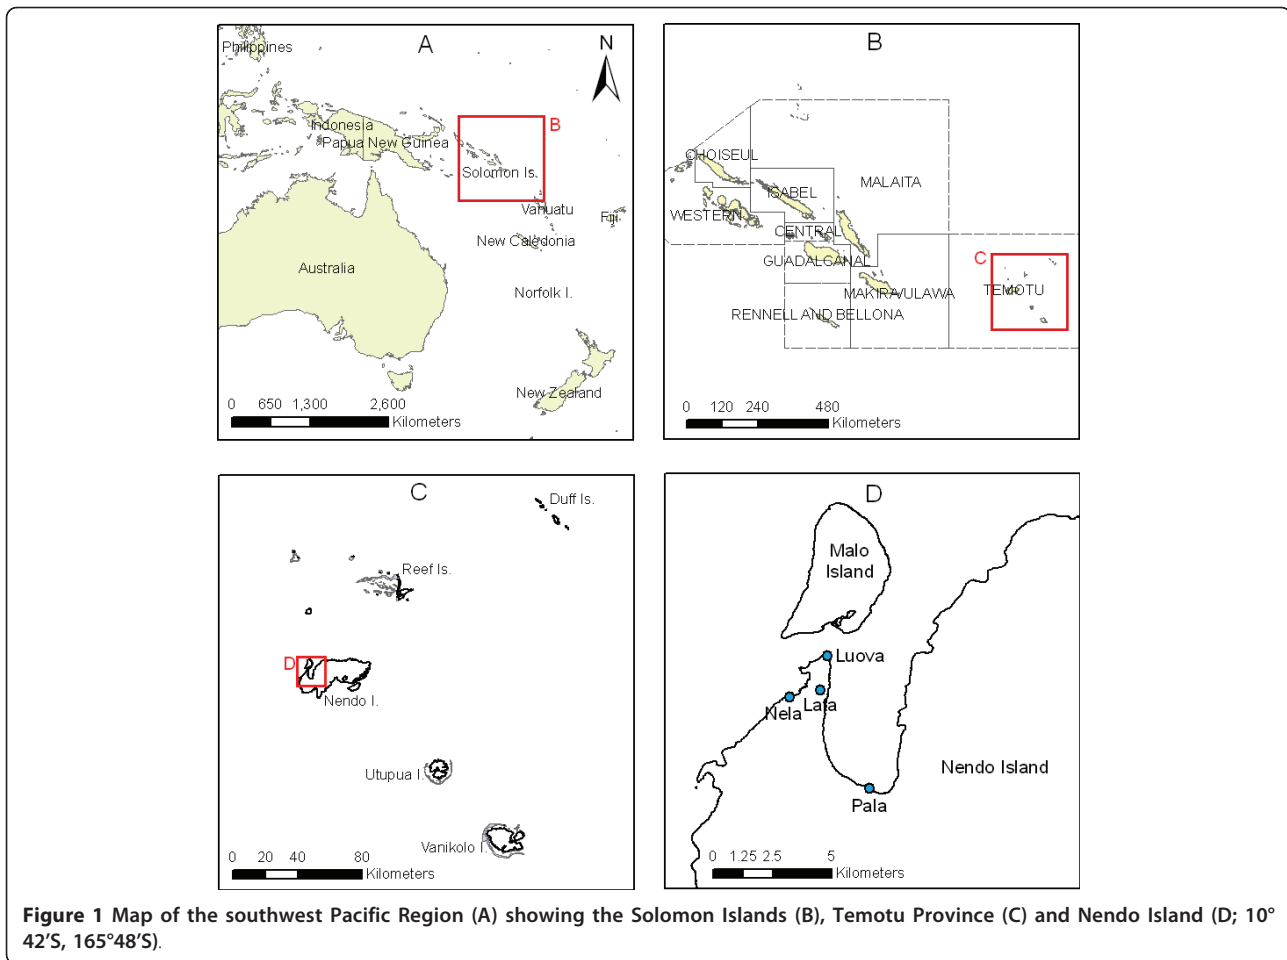 A
N
Philippines
Indonesia
Papua New Guinea
B
Solomon Is.
Vanuatu
Fiji
New Caledonia
Australia
Norfolk I.
New Zealand
0 650 1,300 2,600
Kilometers
B
CHOISEUL
ISABEL
MALAITA
WESTERN
CENTRAL
GUADALCANAL
C
TEMOTU
MAKIRA/ULAWA
RENNELL AND BELLONA
0 120 240 480
Kilometers
C
Duff Is.
Reef Is.
D
Nendo I.
Utupua I.
Vanikolo I.
0 20 40 80
Kilometers
D
Malo
Island
Luova
Lata
Nela
Nendo Island
Pala
0 1.25 2.5 5
Kilometers
Figure 1 Map of the southwest Pacific Region (A) showing the Solomon Islands (B), Temotu Province (C) and Nendo Island (D; 10°
42'S, 165°48'S).